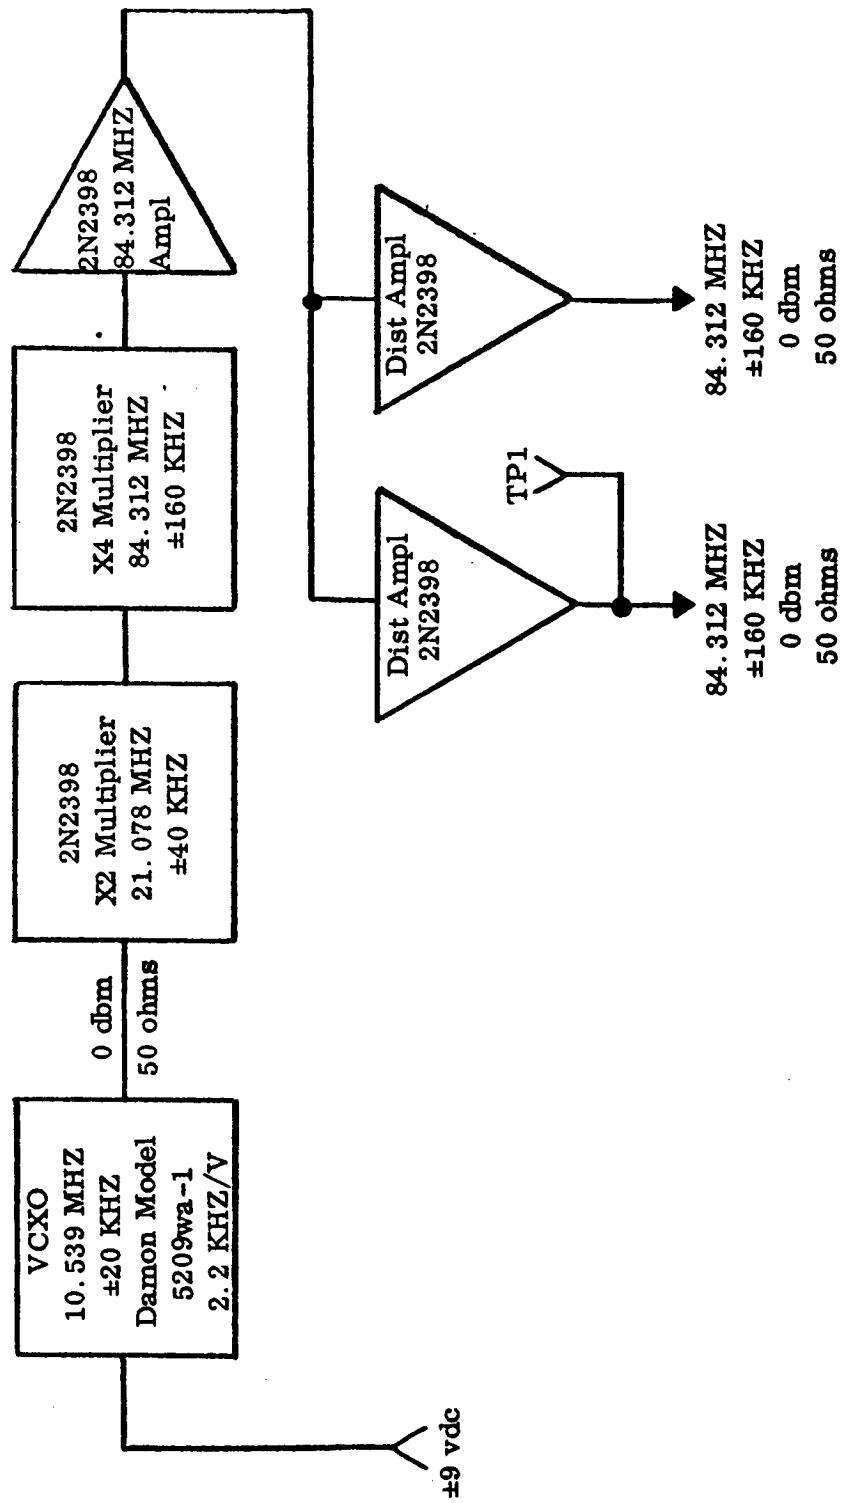 ±9 vdc
VCXO
10.539 MHZ
±20 KHZ
Damon Model
5209wa-1
2.2 KHZ/V
0 dbm
50 ohms
2N2398
X2 Multiplier
21.078 MHZ
±40 KHZ
2N2398
X4 Multiplier
84.312 MHZ
±160 KHZ
2N2398
84.312 MHZ
Ampl
Dist Ampl
2N2398
TP1
84.312 MHZ
±160 KHZ
0 dbm
50 ohms
Dist Ampl
2N2398
84.312 MHZ
±160 KHZ
0 dbm
50 ohms